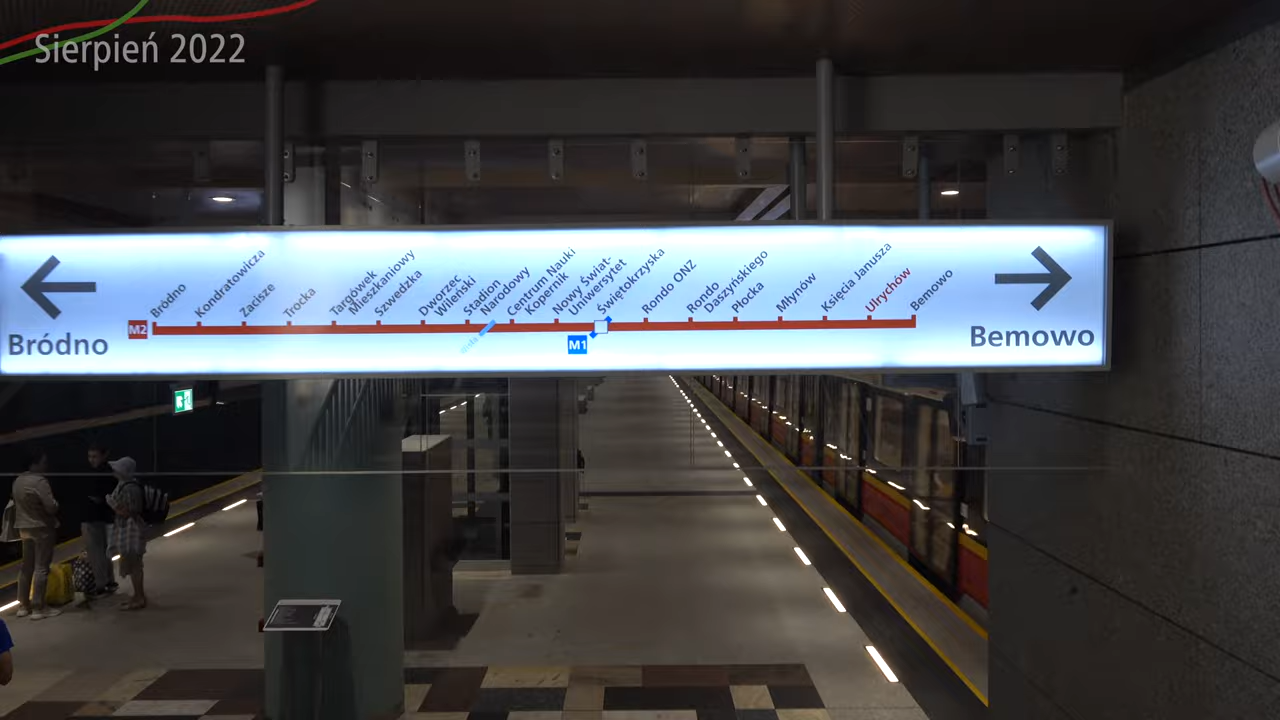 Sierpień 2022
Bródno
M2
Bródno
Kondratowicza
Zacisze
Trocka
Targówek
Mieszkaniowy
Szwedzka
Dworzec
Wileński
Stadion
Narodowy
Centrum Nauki
Kopernik
Nowy Świat-
Uniwersytet
Świętokrzyska
Rondo ONZ
Rondo
Daszyńskiego
Płocka
Młynów
Księcia Janusza
Ulrychów
Bemowo
Wisła
M1
Bemowo